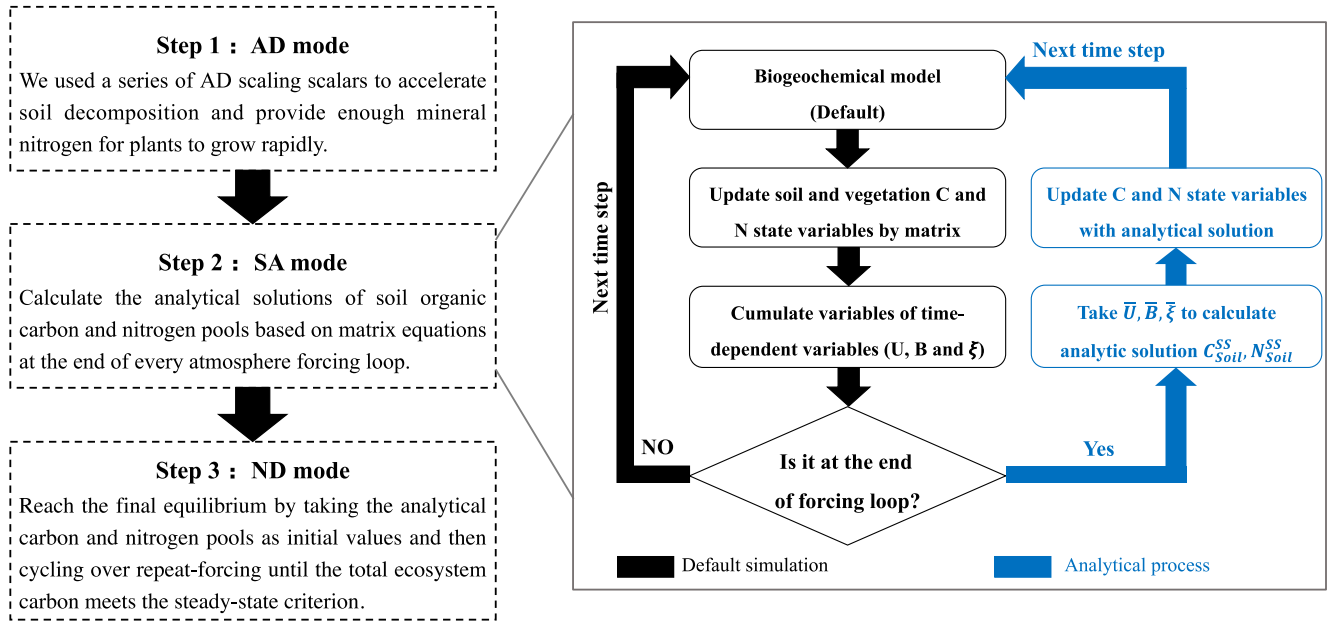 Step 1 : AD mode
We used a series of AD scaling scalars to accelerate
soil decomposition and provide enough mineral
nitrogen for plants to grow rapidly.
Step 2 : SA mode
Calculate the analytical solutions of soil organic
carbon and nitrogen pools based on matrix equations
at the end of every atmosphere forcing loop.
Step 3 : ND mode
Reach the final equilibrium by taking the analytical
carbon and nitrogen pools as initial values and then
cycling over repeat-forcing until the total ecosystem
carbon meets the steady-state criterion.
Next time step
Biogeochemical model
(Default)
Update soil and vegetation C and
N state variables by matrix
Cumulate variables of time-
dependent variables (U, B and ξ)
Is it at the end
of forcing loop?
NO
Yes
Take U̅, B̅, ξ̅ to calculate
analytic solution C_{Soil}^{SS}, N_{Soil}^{SS}
Update C and N state variables
with analytical solution
Next time step
Default simulation
Analytical process